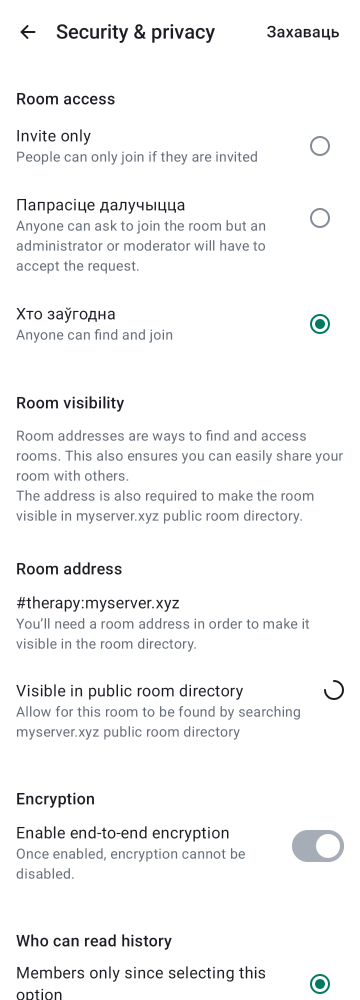 Security & privacy
Захаваць
Room access
Invite only
People can only join if they are invited
Папрасіце далучыцца
Anyone can ask to join the room but an
administrator or moderator will have to
accept the request.
Хто заўгодна
Anyone can find and join
Room visibility
Room addresses are ways to find and access
rooms. This also ensures you can easily share your
room with others.
The address is also required to make the room
visible in myserver.xyz public room directory.
Room address
#therapy:myserver.xyz
You’ll need a room address in order to make it
visible in the room directory.
Visible in public room directory
Allow for this room to be found by searching
myserver.xyz public room directory
Encryption
Enable end-to-end encryption
Once enabled, encryption cannot be
disabled.
Who can read history
Members only since selecting this
option